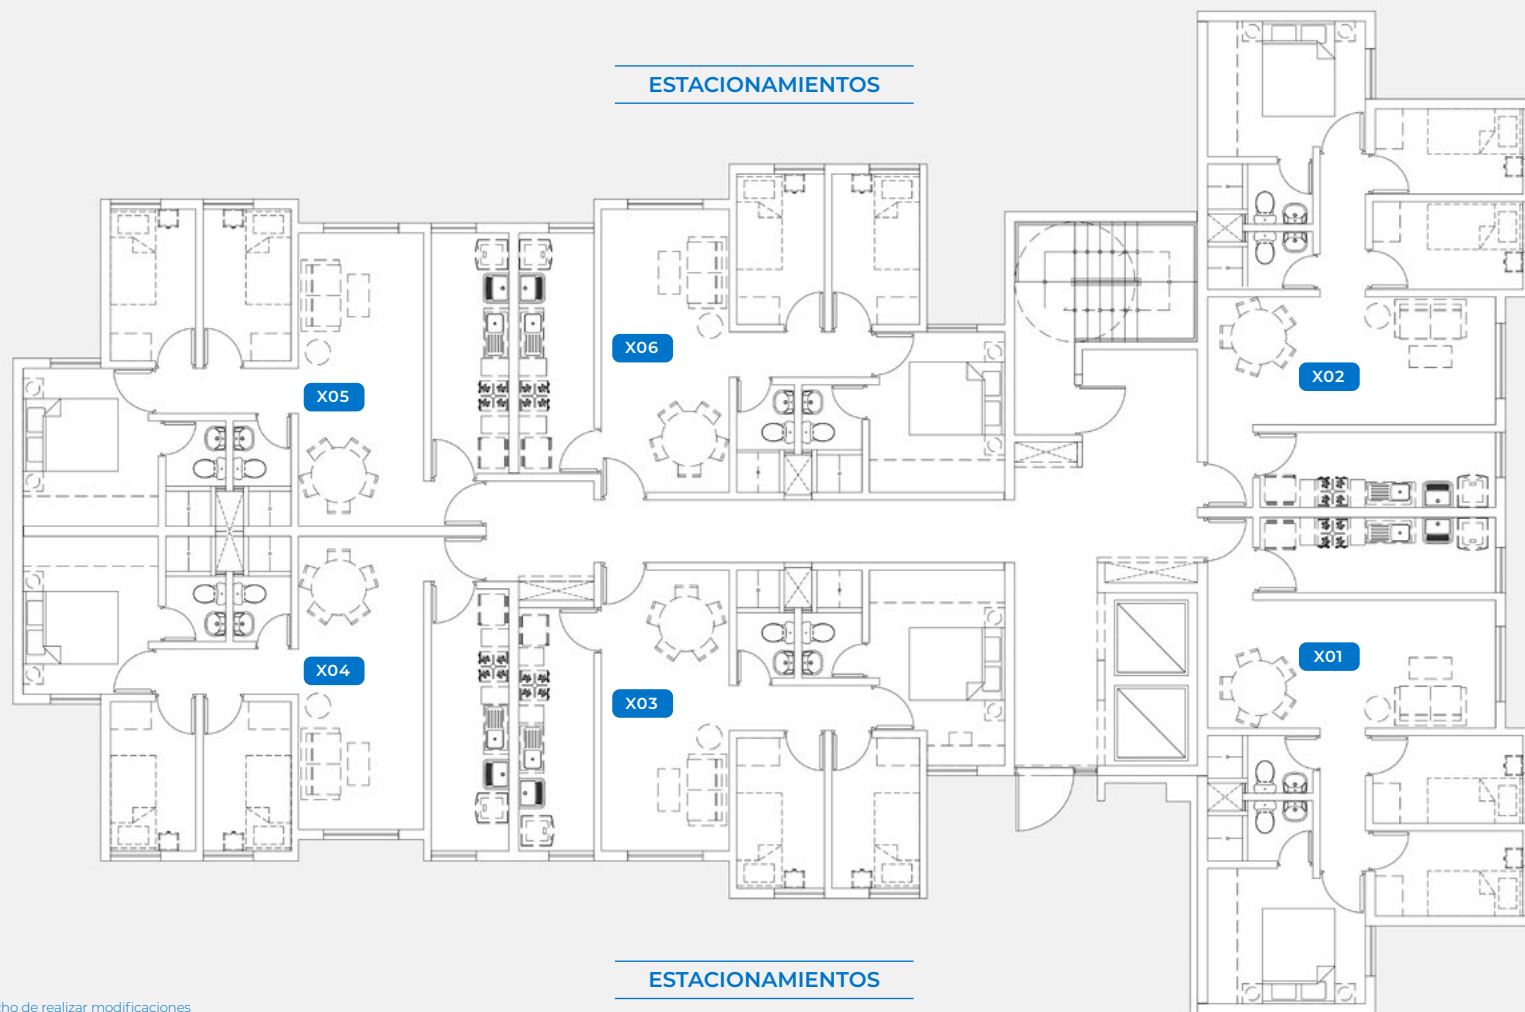 ESTACIONAMIENTOS
X06
X02
X05
X01
X04
X03
ESTACIONAMIENTOS
de realizar modificaciones